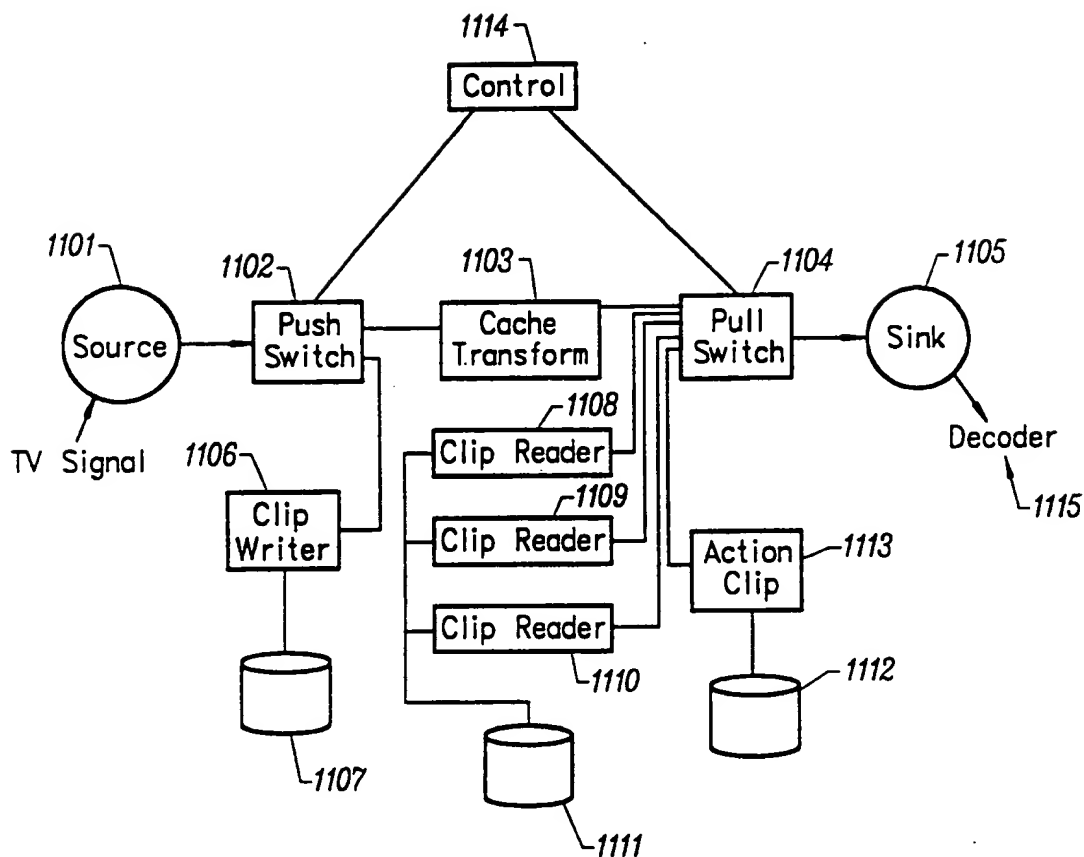 1114
Control
1101
1102
1103
1104
1105
Source
Push
Switch
Cache
Transform
Pull
Switch
Sink
TV Signal
1106
1108
Clip Reader
Decoder
1115
Clip
Writer
1109
Clip Reader
Action
Clip
1113
Clip Reader
1110
1112
1107
1111